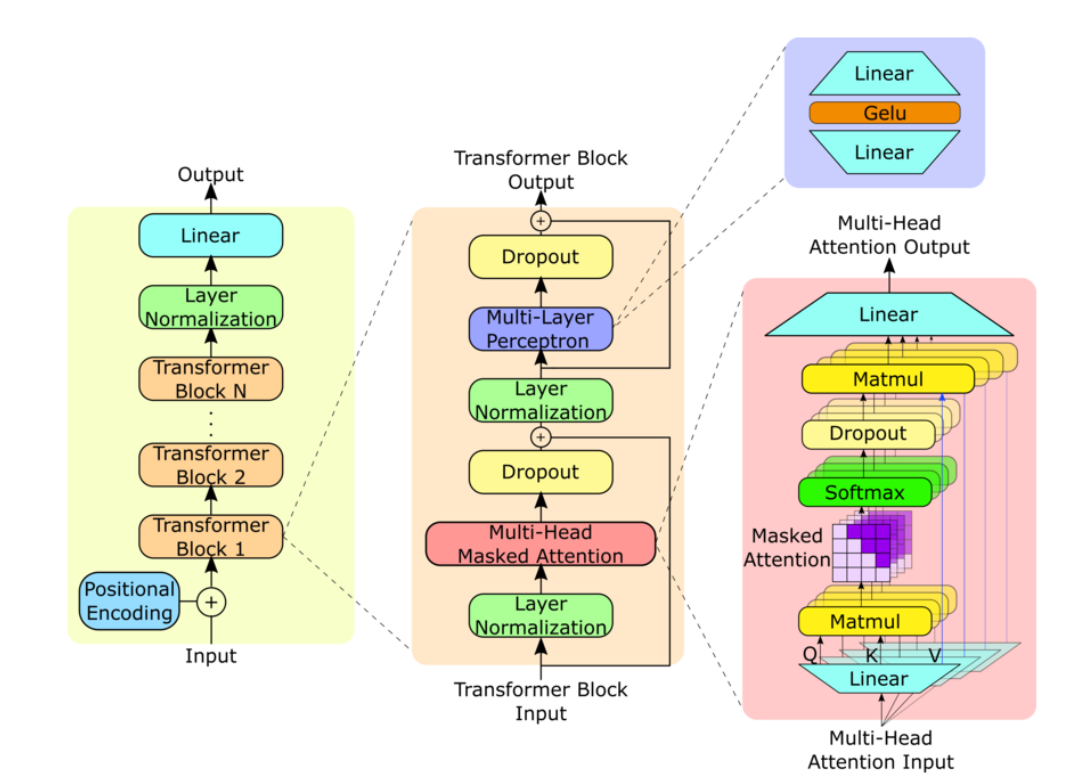 Output
Linear
Layer
Normalization
Transformer
Block N
Transformer
Block 2
Transformer
Block 1
Positional
Encoding
+
Input
Transformer Block
Output
+
Dropout
Multi-Layer
Perceptron
Layer
Normalization
+
Dropout
Multi-Head
Masked Attention
Layer
Normalization
Transformer Block
Input
Linear
Gelu
Linear
Multi-Head
Attention Output
Linear
Matmul
Dropout
Softmax
Masked
Attention
Matmul
Q K V
Linear
Multi-Head
Attention Input